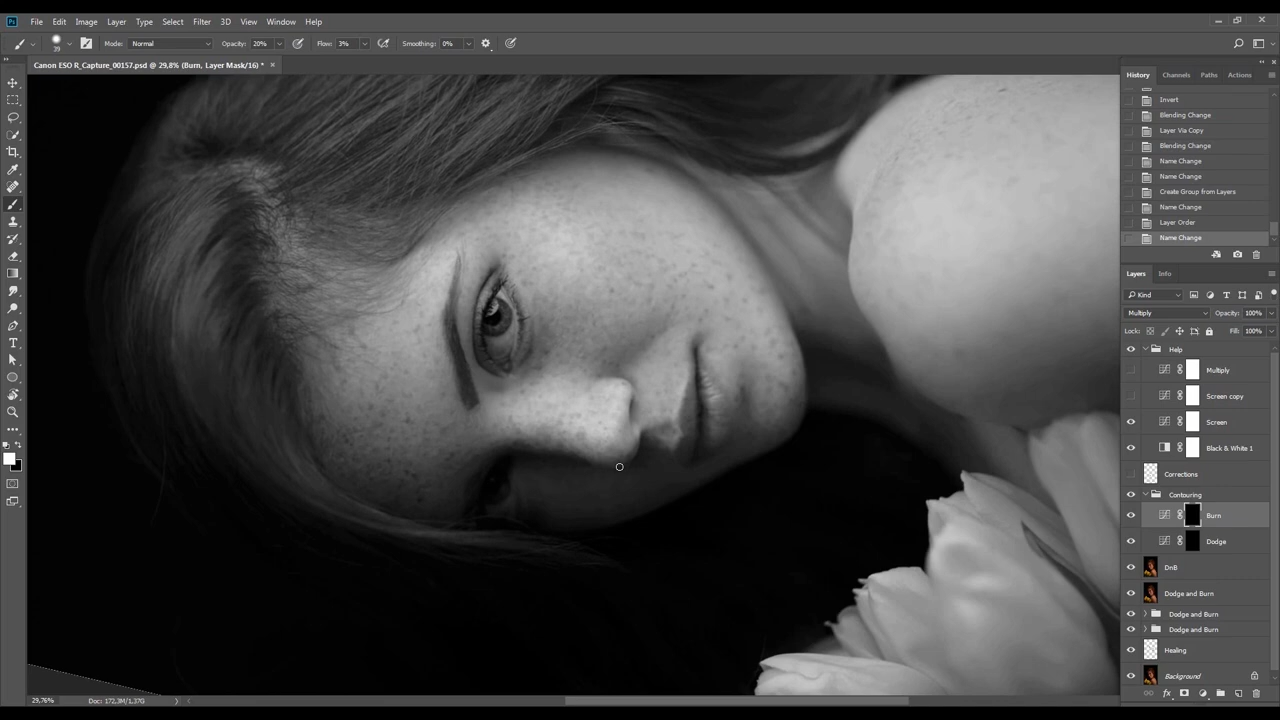 Ps File Edit Image Layer Type Select Filter 3D View Window Help
39 Mode: Normal Opacity: 20% Flow: 3% Smoothing: 0%
Canon ESO R_Capture_00157.psd @ 29,8% (Burn, Layer Mask/16) *
History Channels Paths Actions
Invert
Blending Change
Layer Via Copy
Blending Change
Name Change
Name Change
Create Group from Layers
Name Change
Layer Order
Name Change
Layers Info
Kind
Multiply Opacity: 100%
Lock: Fill: 100%
Help
Multiply
Screen copy
Screen
Black & White 1
Corrections
Contouring
Burn
Dodge
DnB
Dodge and Burn
Dodge and Burn
Dodge and Burn
Healing
Background
29,76% Doc: 172,3M/1,37G